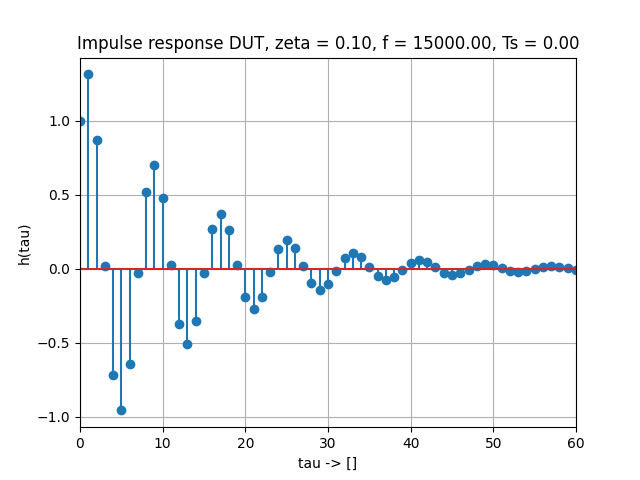 Impulse response DUT, zeta = 0.10, f = 15000.00, Ts = 0.00
1.0
0.5
0.0
−0.5
−1.0
h(tau)
0 10 20 30 40 50 60
tau -> []